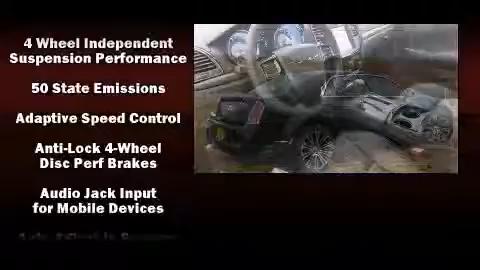 4 Wheel Independent
Suspension Performance
50 State Emissions
Adaptive Speed Control
Anti-Lock 4-Wheel
Disc Perf Brakes
Audio Jack Input
for Mobile Devices